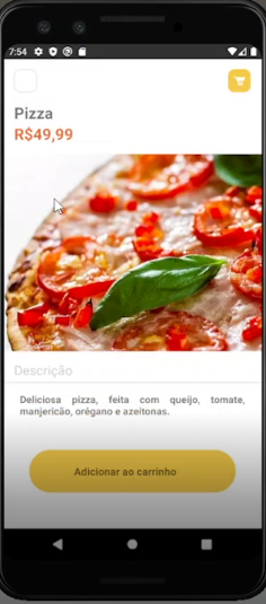 7:54
Pizza
R$49,99
Descrição
Deliciosa pizza, feita com queijo, tomate,
manjericão, orégano e azeitonas.
Adicionar ao carrinho